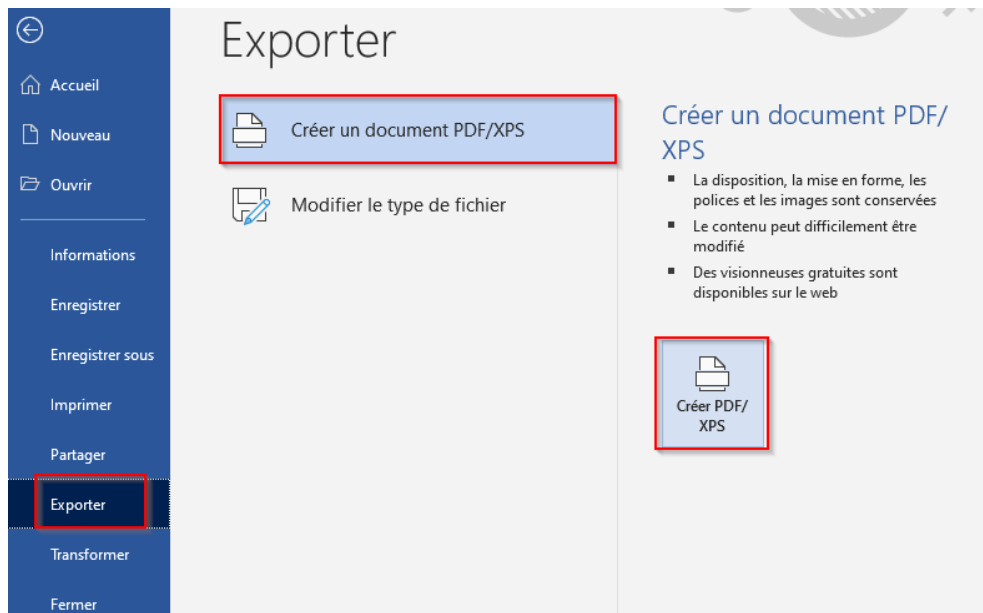 Exporter
Accueil
Nouveau
Ouvrir
Informations
Enregistrer
Enregistrer sous
Imprimer
Partager
Exporter
Transformer
Fermer
Créer un document PDF/XPS
Modifier le type de fichier
Créer un document PDF/
XPS
La disposition, la mise en forme, les
polices et les images sont conservées
Le contenu peut difficilement être
modifié
Des visionneuses gratuites sont
disponibles sur le web
Créer PDF/
XPS